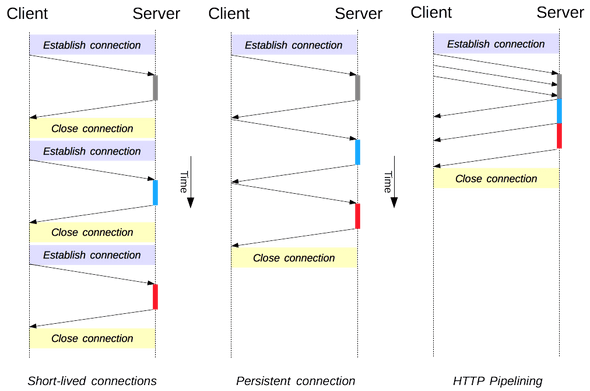 Client Server
Establish connection
Close connection
Establish connection
Close connection
Establish connection
Close connection
Short-lived connections
Time
Client Server
Establish connection
Close connection
Persistent connection
Time
Client Server
Establish connection
Close connection
HTTP Pipelining